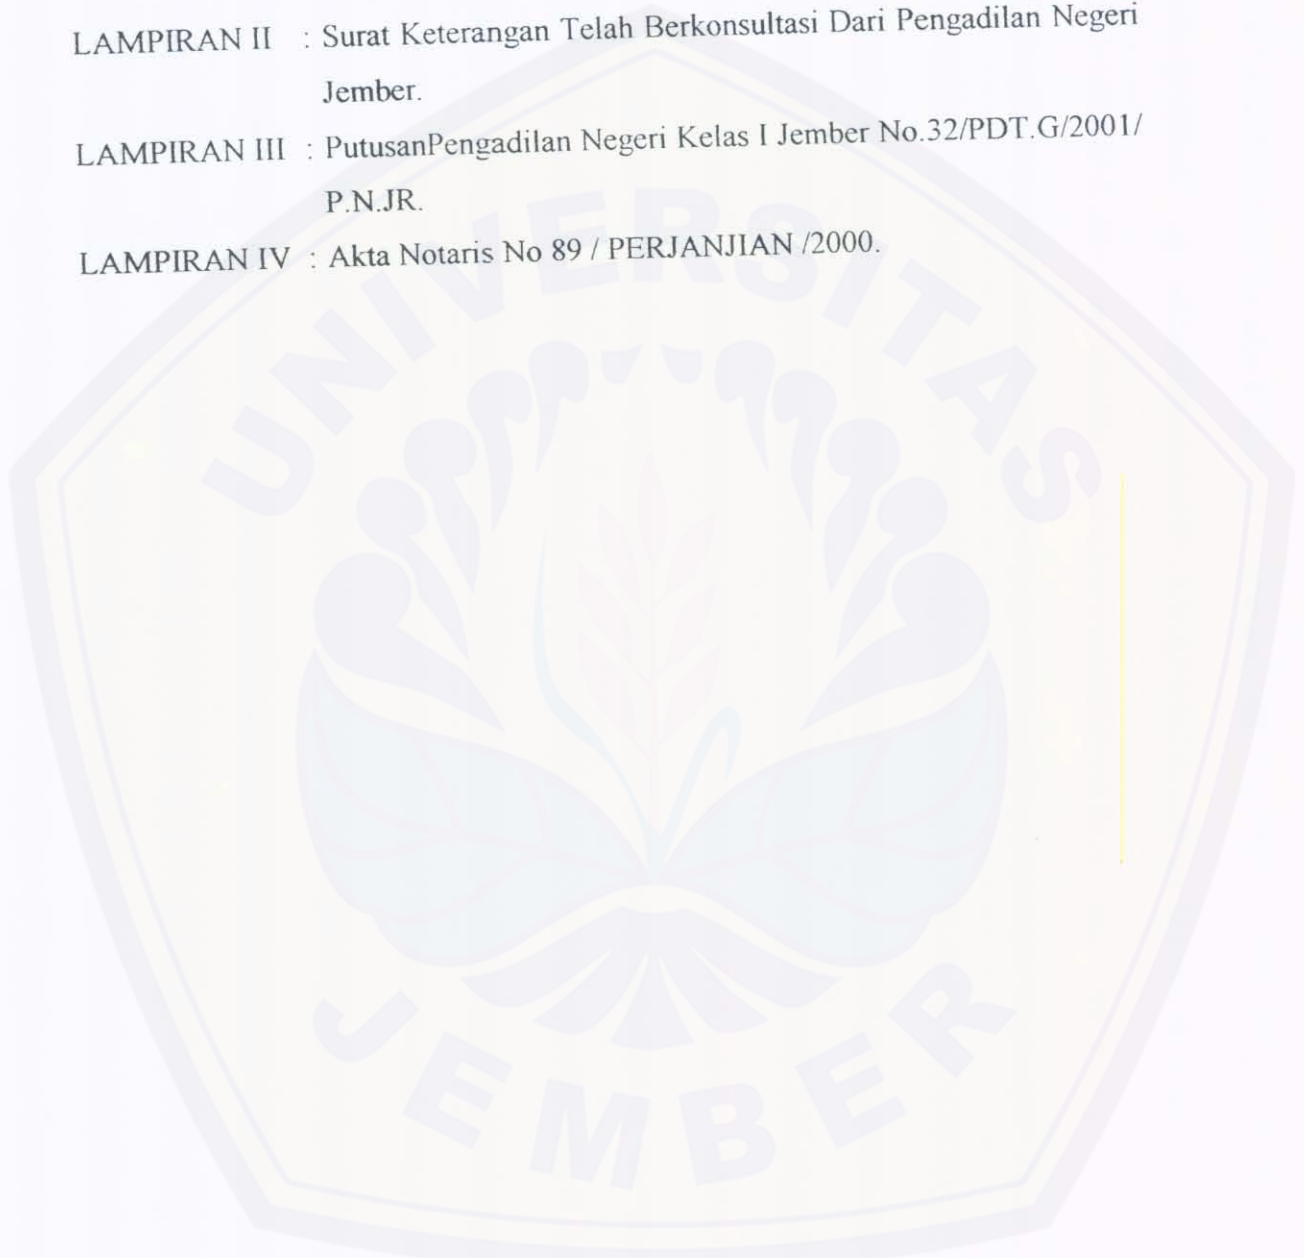 LAMPIRAN II : Surat Keterangan Telah Berkonsultasi Dari Pengadilan Negeri
Jember.
LAMPIRAN III : PutusanPengadilan Negeri Kelas I Jember No.32/PDT.G/2001/
P.N.JR.
LAMPIRAN IV : Akta Notaris No 89 / PERJANJIAN /2000.
UNIVERSITAS
JEMBER